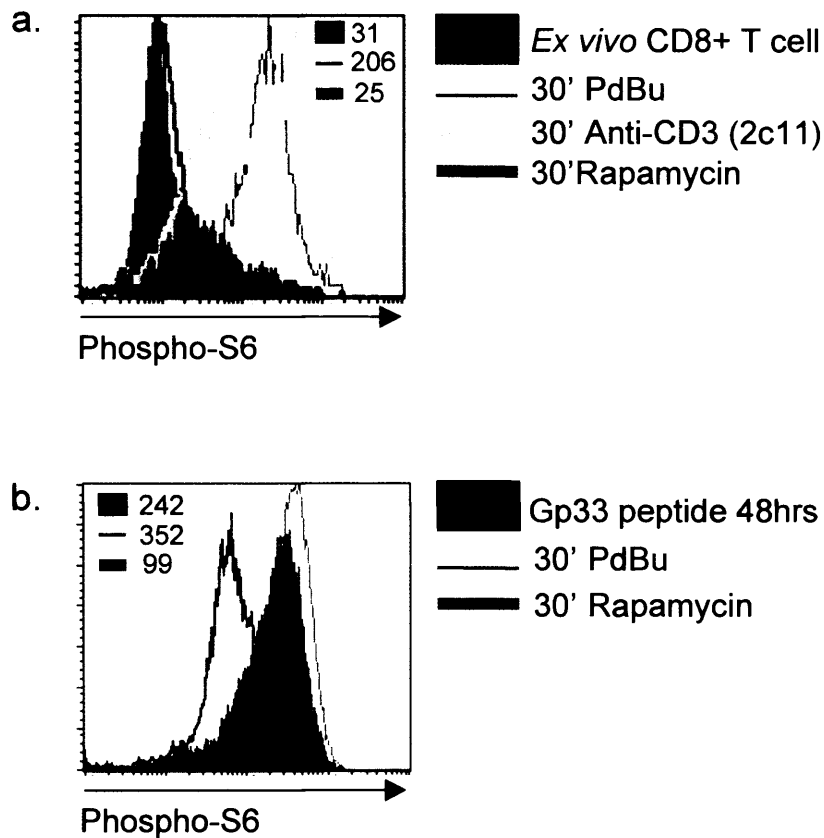 a.
31
206
25
Ex vivo CD8+ T cell
30' PdBu
30' Anti-CD3 (2c11)
30'Rapamycin
Phospho-S6
b.
242
352
99
Gp33 peptide 48hrs
30' PdBu
30' Rapamycin
Phospho-S6